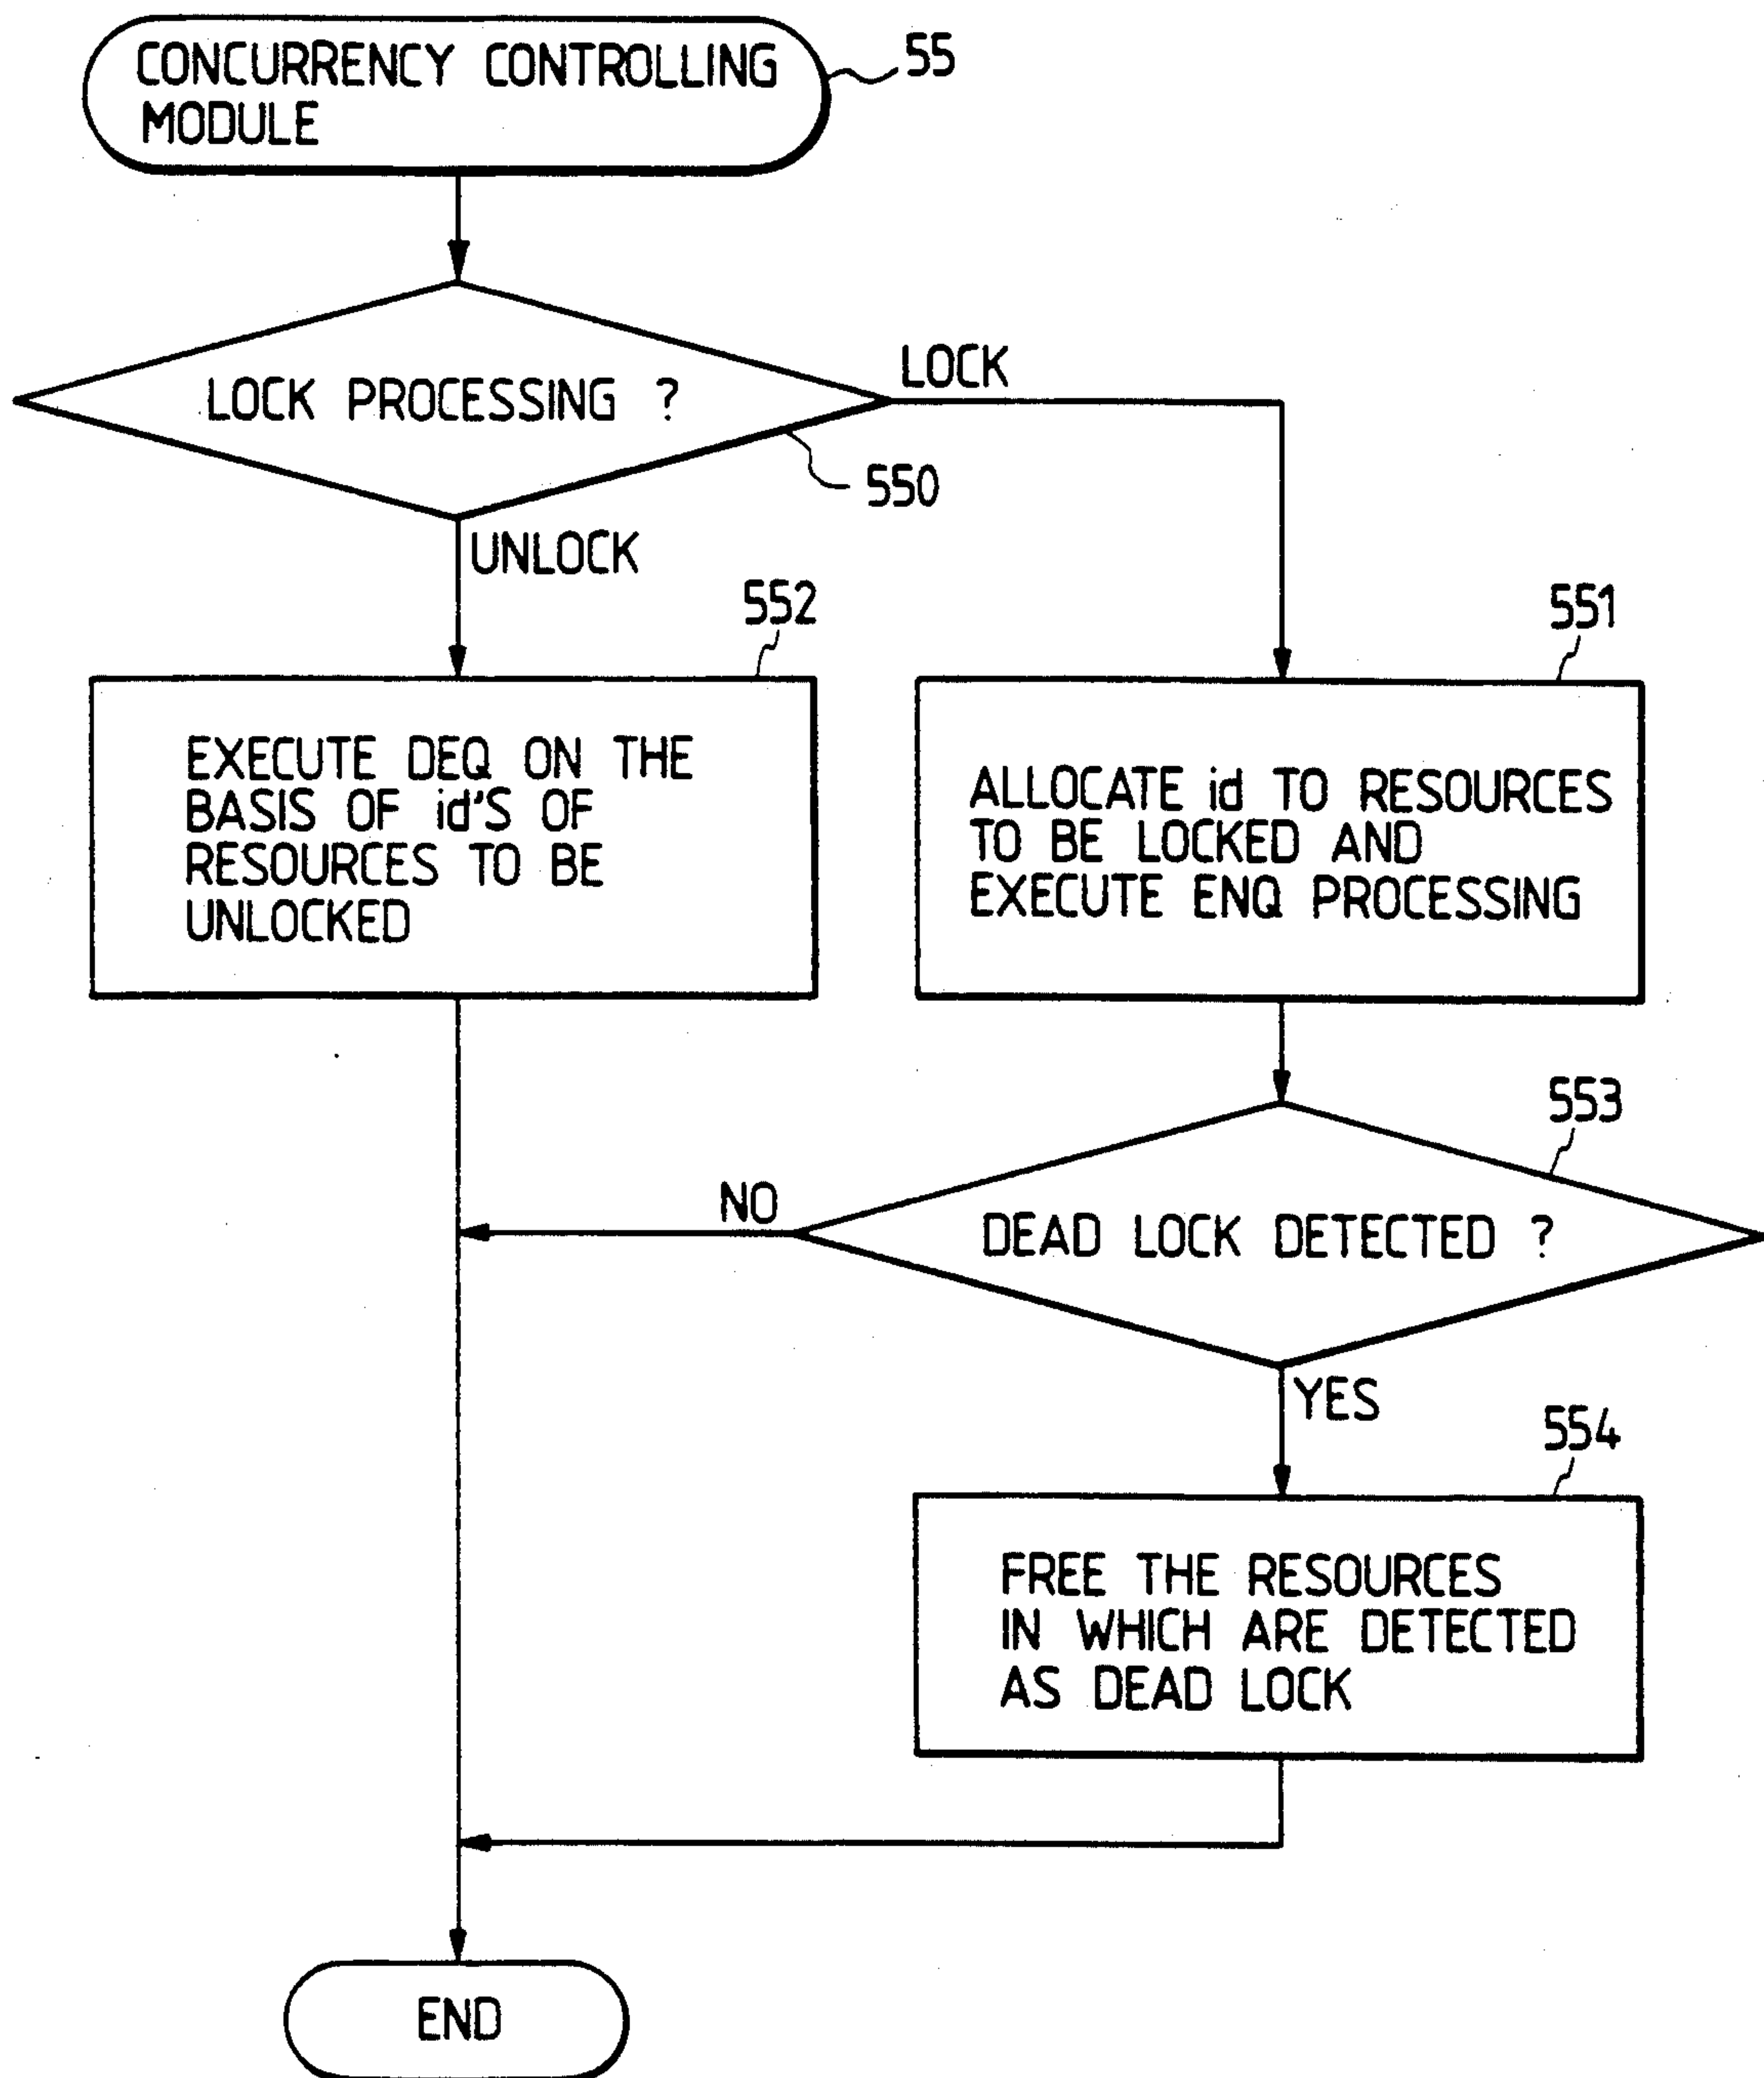 CONCURRENCY CONTROLLING
MODULE
55
LOCK PROCESSING ?
LOCK
550
UNLOCK
552
EXECUTE DEQ ON THE
BASIS OF id'S OF
RESOURCES TO BE
UNLOCKED
551
ALLOCATE id TO RESOURCES
TO BE LOCKED AND
EXECUTE ENQ PROCESSING
553
DEAD LOCK DETECTED ?
NO
YES
554
FREE THE RESOURCES
IN WHICH ARE DETECTED
AS DEAD LOCK
END